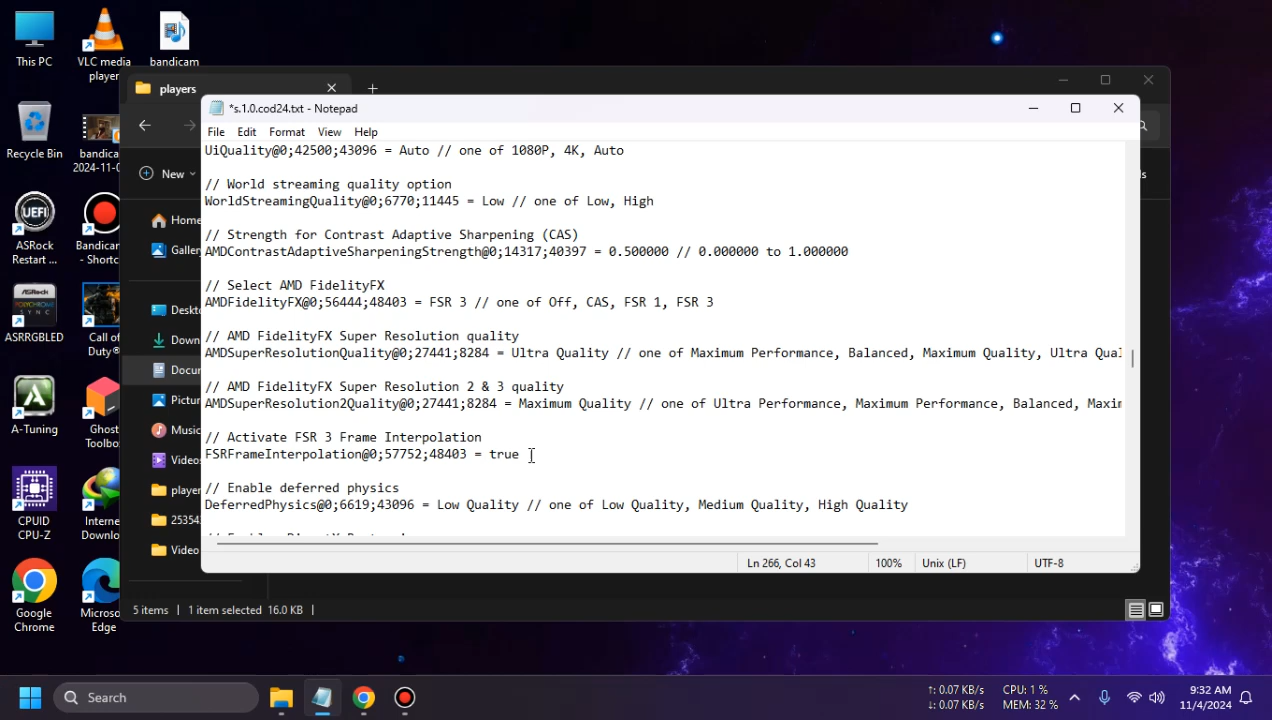 This PC
VLC media
player
bandicam
Recycle Bin
bandica
2024-11-0
ASRock
Restart ...
Bandicam
- Shortc
ASRRGBLED
Call of
Duty®
A-Tuning
Ghost
Toolbo
CPUID
CPU-Z
Interne
Downlo
Google
Chrome
Microso
Edge
UEFI
POLYCHROME
SYNC
players
New
Home
Gallery
Deskto
Down
Docu
Pictur
Music
Videos
player
25354
Video
5 items
1 item selected 16.0 KB
*s.1.0.cod24.txt - Notepad
File Edit Format View Help
UiQuality@0;42500;43096 = Auto // one of 1080P, 4K, Auto
// World streaming quality option
WorldStreamingQuality@0;6770;11445 = Low // one of Low, High
// Strength for Contrast Adaptive Sharpening (CAS)
AMDContrastAdaptiveSharpeningStrength@0;14317;40397 = 0.500000 // 0.000000 to 1.000000
// Select AMD FidelityFX
AMDFidelityFX@0;56444;48403 = FSR 3 // one of Off, CAS, FSR 1, FSR 3
// AMD FidelityFX Super Resolution quality
AMDSuperResolutionQuality@0;27441;8284 = Ultra Quality // one of Maximum Performance, Balanced, Maximum Quality, Ultra Qual
// AMD FidelityFX Super Resolution 2 & 3 quality
AMDSuperResolution2Quality@0;27441;8284 = Maximum Quality // one of Ultra Performance, Maximum Performance, Balanced, Maxim
// Activate FSR 3 Frame Interpolation
FSRFrameInterpolation@0;57752;48403 = true
// Enable deferred physics
DeferredPhysics@0;6619;43096 = Low Quality // one of Low Quality, Medium Quality, High Quality
Ln 266, Col 43
100%
Unix (LF)
UTF-8
Search
↑: 0.07 KB/s
↓: 0.07 KB/s
CPU: 1 %
MEM: 32 %
9:32 AM
11/4/2024